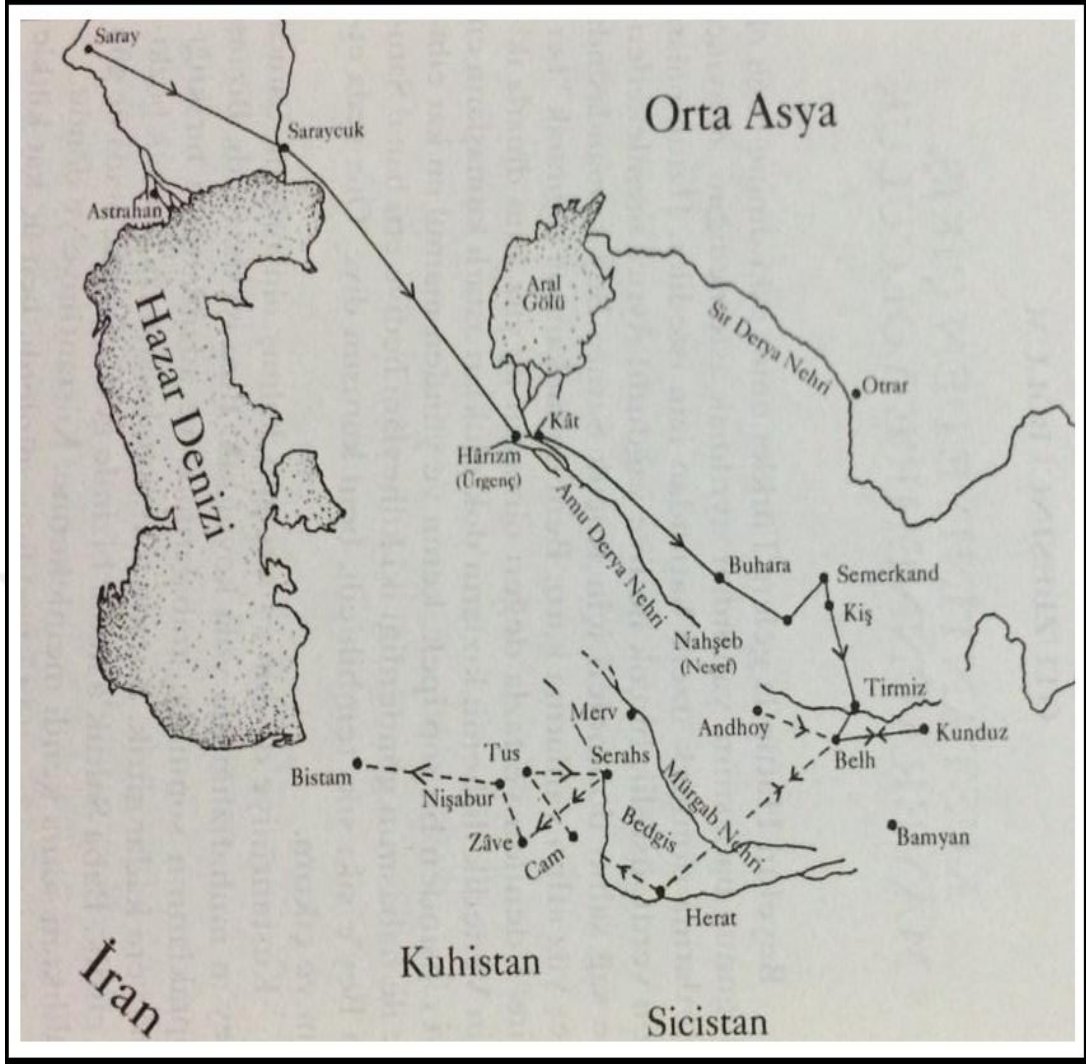 Saray
Orta Asya
Saraycuk
Astrahan
Aral
Gölü
Hazar Denizi
Sir Derya Nehri
Otrar
Kât
Hârizm
(Ürgenç)
Amu Derya Nehri
Buhara
Semerkand
Kiş
Nahşeb
(Nesef)
Tirmiz
Merv
Andhoy
Kunduz
Belh
Tus
Serahs
Bistam
Nişabur
Mürgab Nehri
Bedgis
Zâve
Cam
Bamyan
Herat
İran
Kuhistan
Sicistan